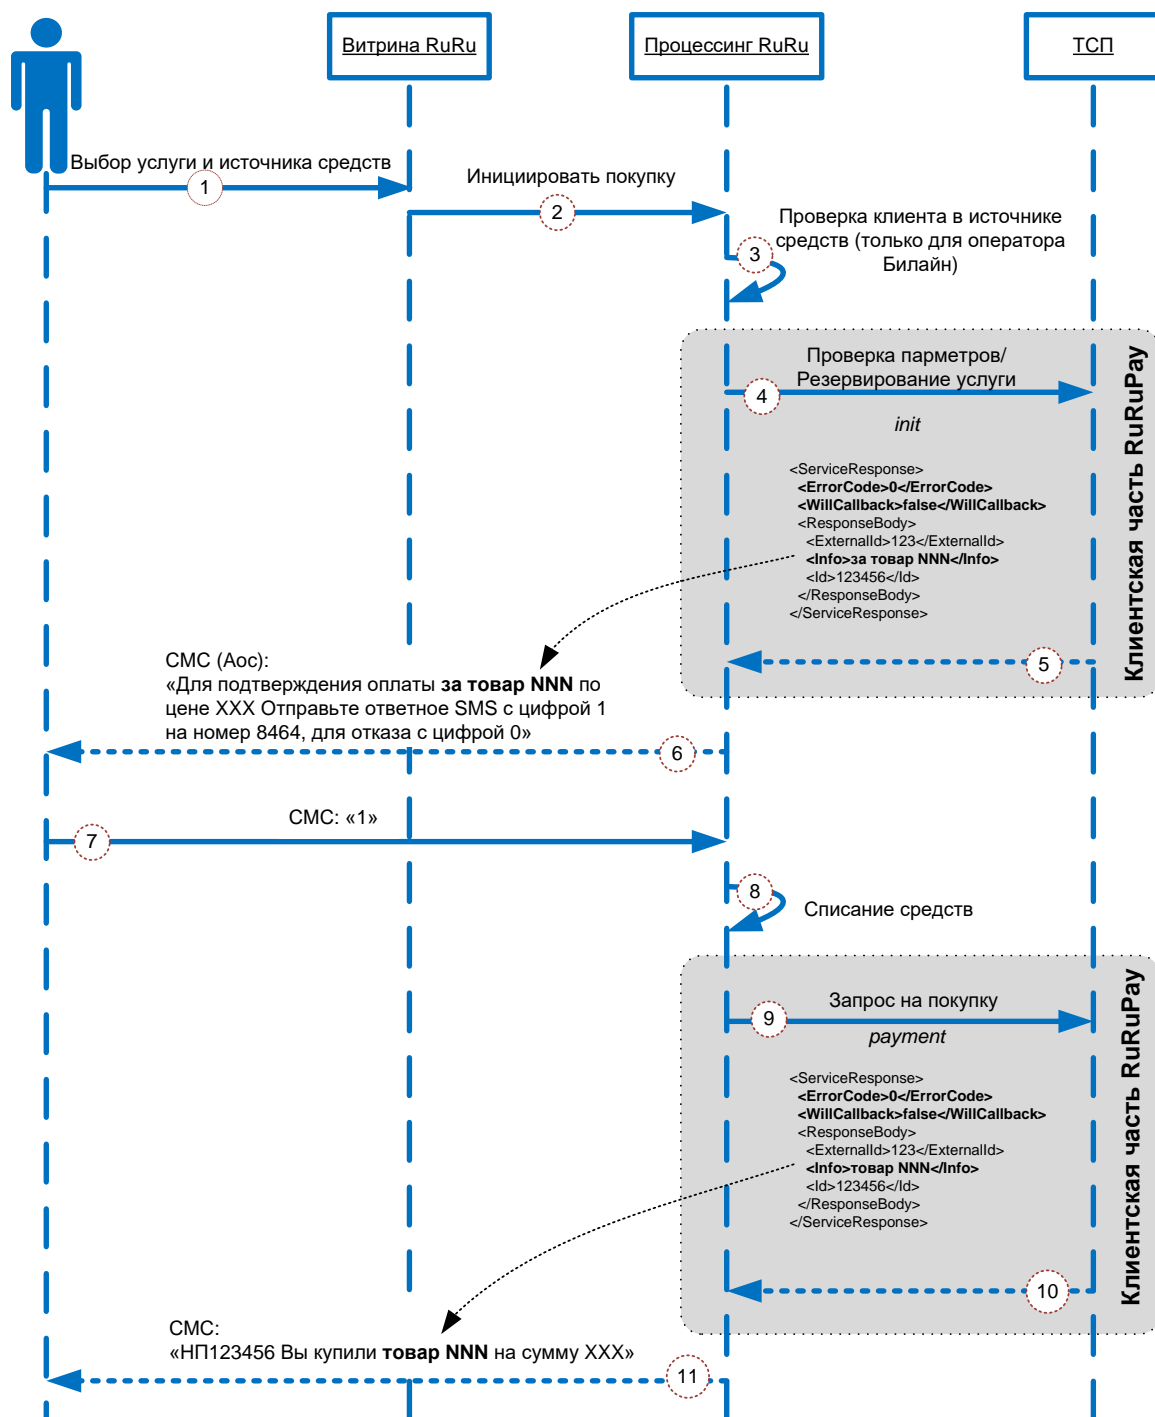 Витрина RuRu
Процессинг RuRu
ТСП
Выбор услуги и источника средств
1
Инициировать покупку
2
Проверка клиента в источнике
средств (только для оператора
Билайн)
3
Клиентская часть RuRuPay
Проверка парметров/
Резервирование услуги
4
init
<ServiceResponse>
<ErrorCode>0</ErrorCode>
<WillCallback>false</WillCallback>
<ResponseBody>
<ExternalId>123</ExternalId>
<Info>за товар NNN</Info>
<Id>123456</Id>
</ResponseBody>
</ServiceResponse>
5
СМС (Aoc):
«Для подтверждения оплаты за товар NNN по
цене XXX Отправьте ответное SMS с цифрой 1
на номер 8464, для отказа с цифрой 0»
6
СМС: «1»
7
8
Списание средств
Клиентская часть RuRuPay
Запрос на покупку
9
payment
<ServiceResponse>
<ErrorCode>0</ErrorCode>
<WillCallback>false</WillCallback>
<ResponseBody>
<ExternalId>123</ExternalId>
<Info>товар NNN</Info>
<Id>123456</Id>
</ResponseBody>
</ServiceResponse>
10
СМС:
«НП123456 Вы купили товар NNN на сумму XXX»
11